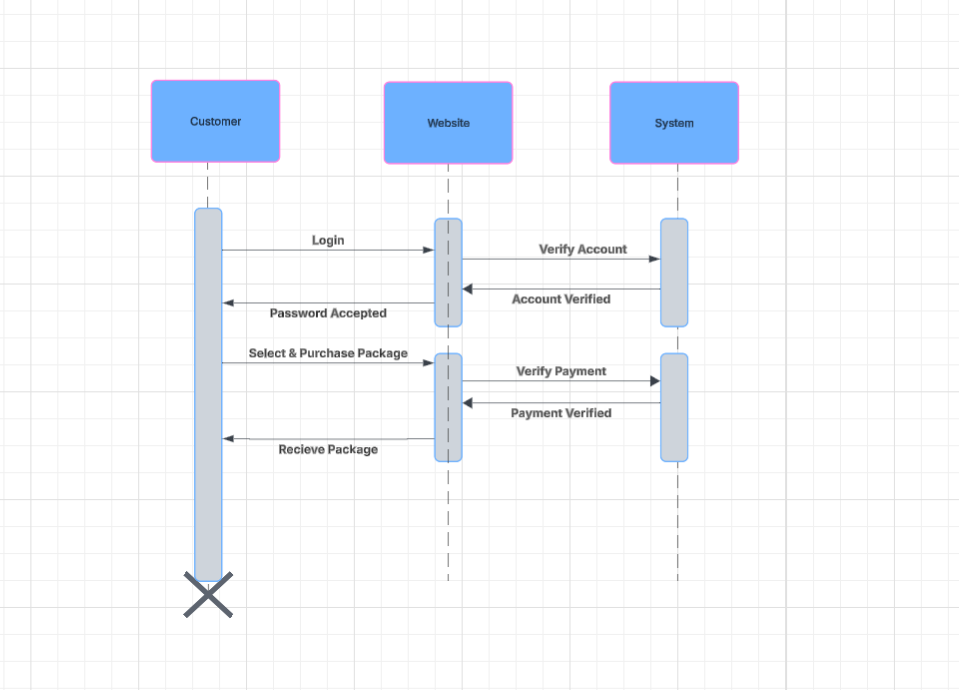 Customer
Website
System
Login
Verify Account
Account Verified
Password Accepted
Select & Purchase Package
Verify Payment
Payment Verified
Recieve Package